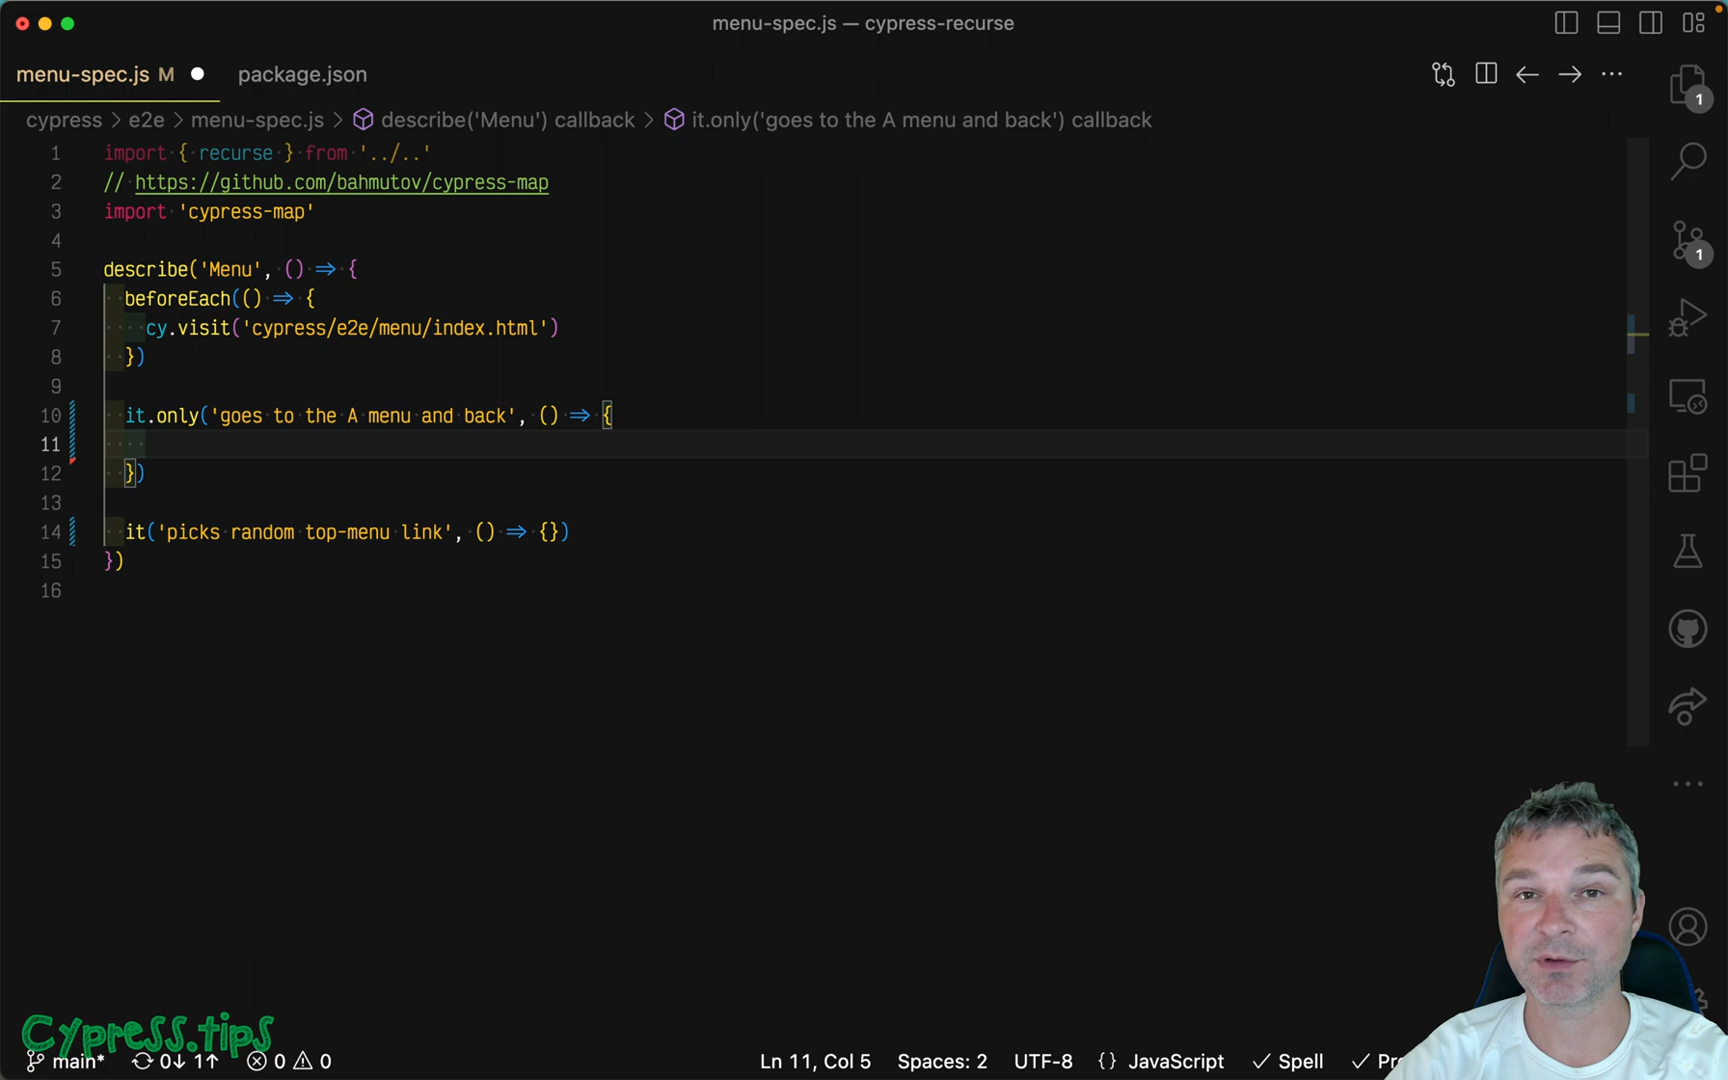 menu-spec.js — cypress-recurse
menu-spec.js M package.json
cypress > e2e > menu-spec.js > describe('Menu') callback > it.only('goes to the A menu and back') callback
1 import { recurse } from '../..'
2 // https://github.com/bahmutov/cypress-map
3 import 'cypress-map'
4
5 describe('Menu', () => {
6 beforeEach(() => {
7 cy.visit('cypress/e2e/menu/index.html')
8 })
9
10 it.only('goes to the A menu and back', () => {
11
12 })
13
14 it('picks random top-menu link', () => {})
15 })
16
1
1
Cypress.tips
main* 0↓ 1↑ 0 0 Ln 11, Col 5 Spaces: 2 UTF-8 {} JavaScript ✓ Spell ✓